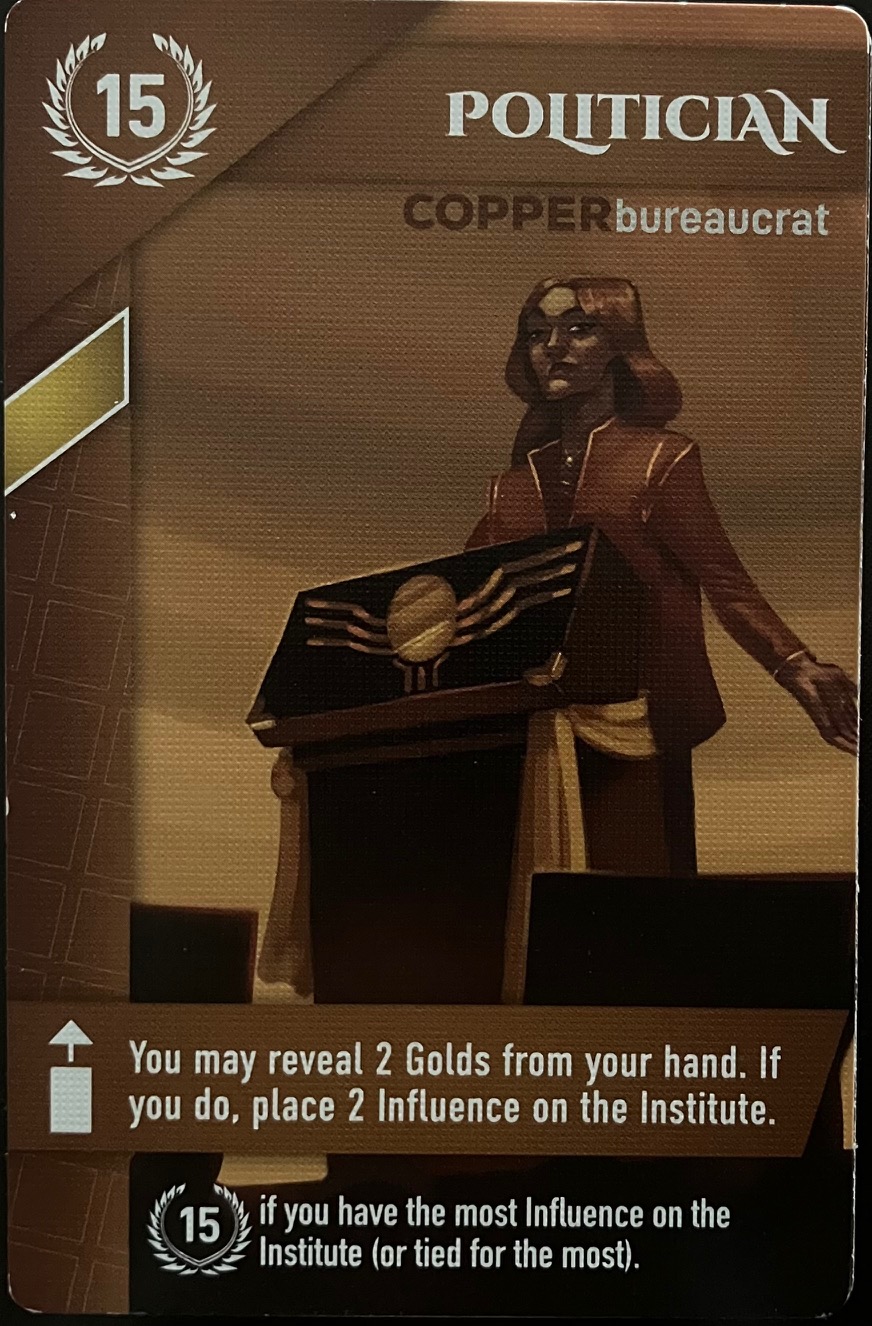 15
POLITICIAN
COPPERbureaucrat
You may reveal 2 Golds from your hand. If
you do, place 2 Influence on the Institute.
15 if you have the most Influence on the
Institute (or tied for the most).